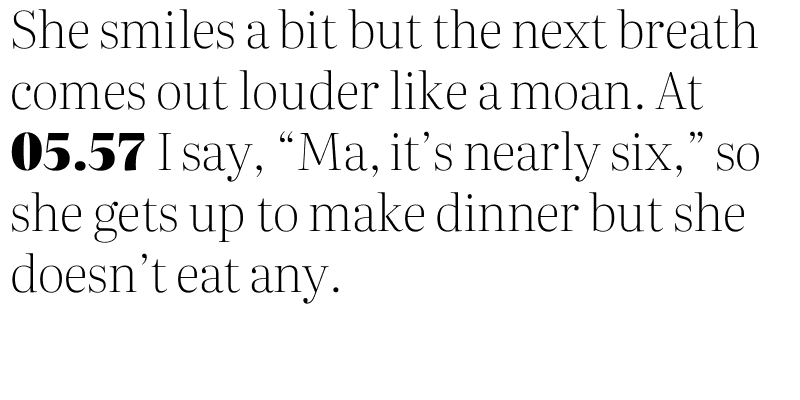 She smiles a bit but the next breath
comes out louder like a moan. At
05.57 I say, “Ma, it’s nearly six,” so
she gets up to make dinner but she
doesn’t eat any.